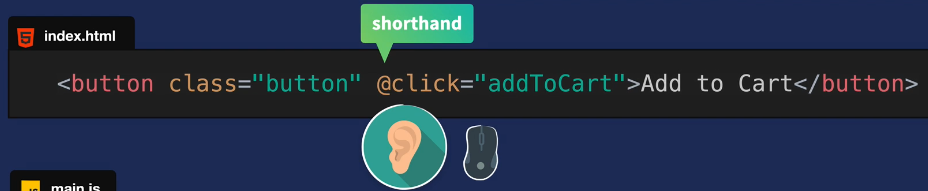 shorthand
index.html
<button class="button" @click="addToCart">Add to Cart</button>
main.js